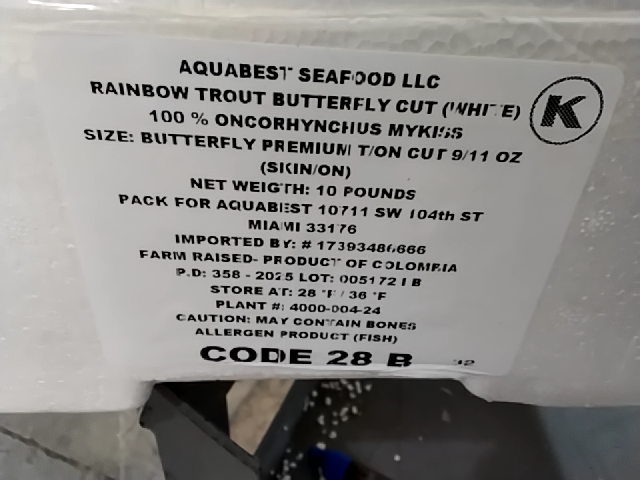 AQUABEST SEAFOOD LLC
RAINBOW TROUT BUTTERFLY CUT (WHITE)
K
100 % ONCORHYNCHUS MYKISS
SIZE: BUTTERFLY PREMIUM T/ON CUT 9/11 OZ
(SKIN/ON)
NET WEIGTH: 10 POUNDS
PACK FOR AQUABEST 10711 SW 104th ST
MIAMI 33176
IMPORTED BY: # 17393486666
FARM RAISED- PRODUCT OF COLOMBIA
P.D: 358 - 2025 LOT: 005172 I B
STORE AT: 28 °F / 36 °F
PLANT #: 4000-004-24
CAUTION: MAY CONTAIN BONES
ALLERGEN PRODUCT (FISH)
CODE 28 B